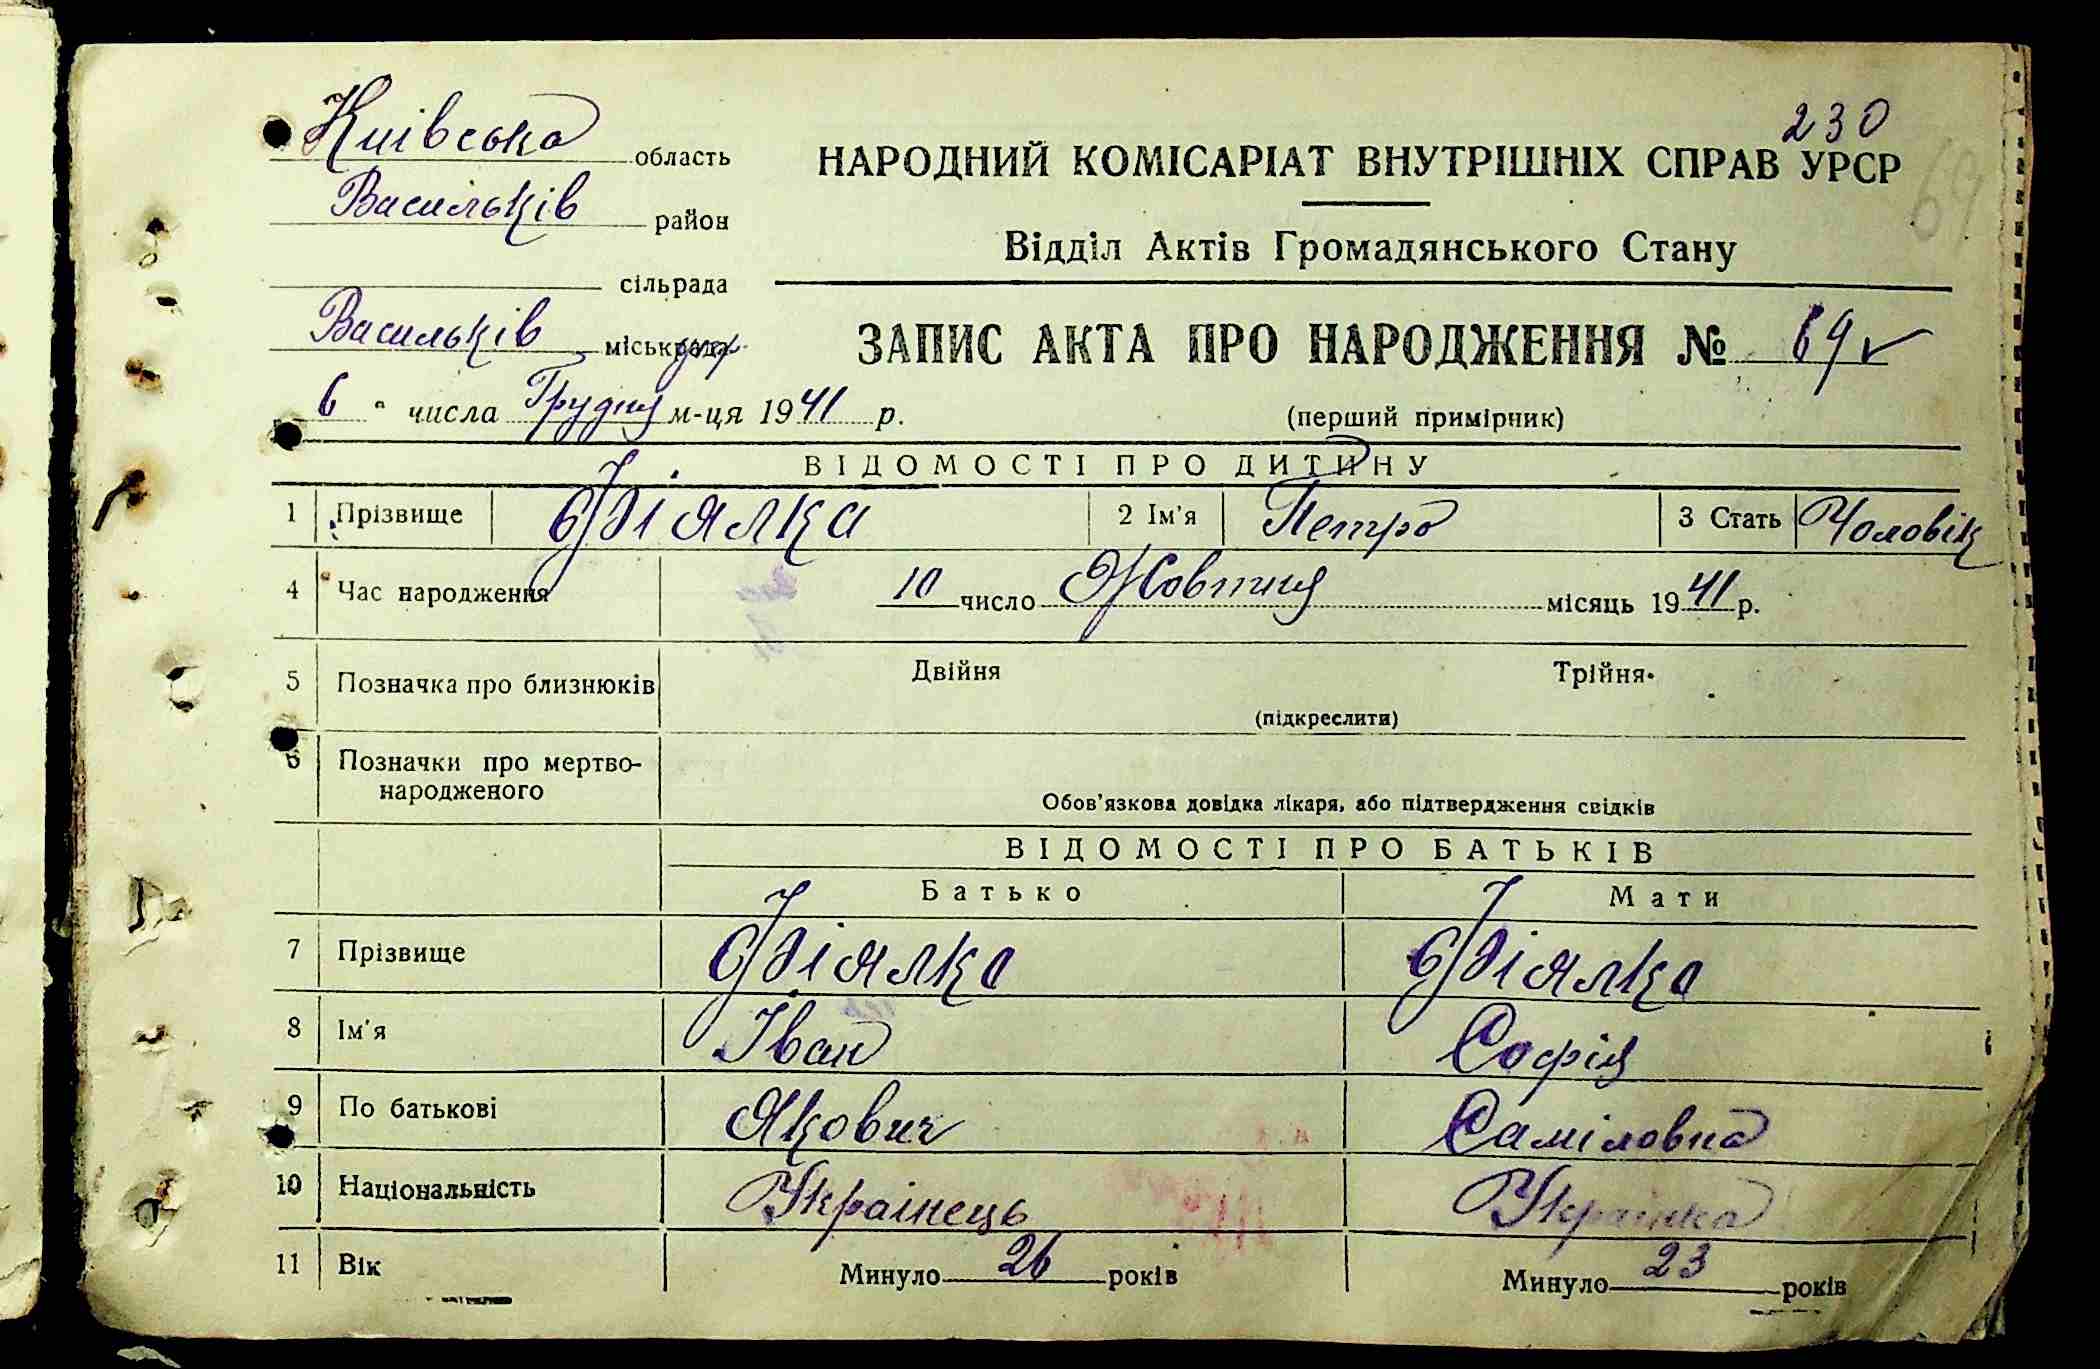 230
Київська область
НАРОДНИЙ КОМІСАРІАТ ВНУТРІШНІХ СПРАВ УРСР
69
Васильків район
Відділ Актів Громадянського Стану
сільрада
Васильків міськрада
ЗАПИС АКТА ПРО НАРОДЖЕННЯ № 69
6 " числа Грудня м-ця 1941 р.
(перший примірник)
ВІДОМОСТІ ПРО ДИТИНУ
1 Прізвище Фіялка 2 Ім'я Петро 3 Стать Чоловік
4 Час народження 10 число Жовтня місяць 1941 р.
5 Позначка про близнюків Двійня Трійня
(підкреслити)
6 Позначки про мертво-
народженого
Обов'язкова довідка лікаря, або підтвердження свідків
ВІДОМОСТІ ПРО БАТЬКІВ
Батько Мати
7 Прізвище Фіялка Фіялка
8 Ім'я Іван Софія
9 По батькові Якович Саміловна
10 Національність Українець Українка
11 Вік Минуло 26 років Минуло 23 років